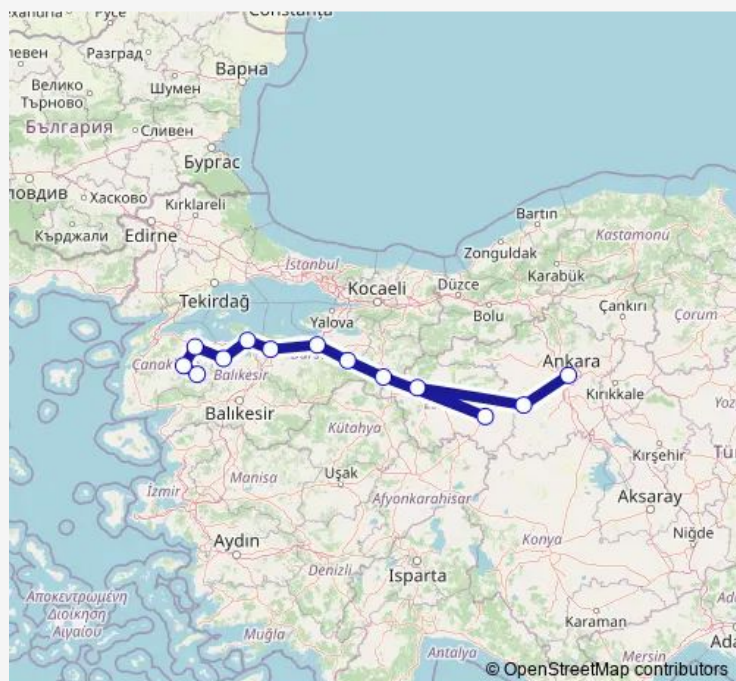 Constanța
Русе
Разград
Варна
Велико
Търново
Шумен
България
Сливен
Бургас
Хасково
Kırklareli
Кърджали
Edirne
Bartın
Zonguldak
Kastamonu
Karabük
İstanbul
Tekirdağ
Kocaeli
Düzce
Bolu
Çankırı
Çorum
Yalova
Ankara
Çanak
Balıkesir
Kırıkkale
Balıkesir
Kütahya
Kırşehir
Manisa
Uşak
İzmir
Afyonkarahisar
Aksaray
Aydın
Konya
Niğde
Denizli
Isparta
Αποκεντρωμένη
Διοίκηση
Αιγαίου
Muğla
Karaman
Antalya
Mersin
© OpenStreetMap contributors